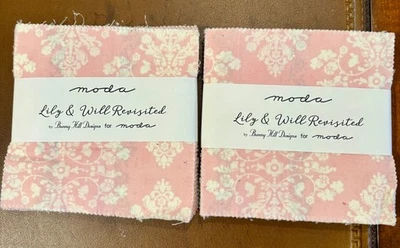 moda
Lily & Will Revisited
by Bunny Hill Designs for moda
moda
Lily & Will Revisited
by Bunny Hill Designs for moda